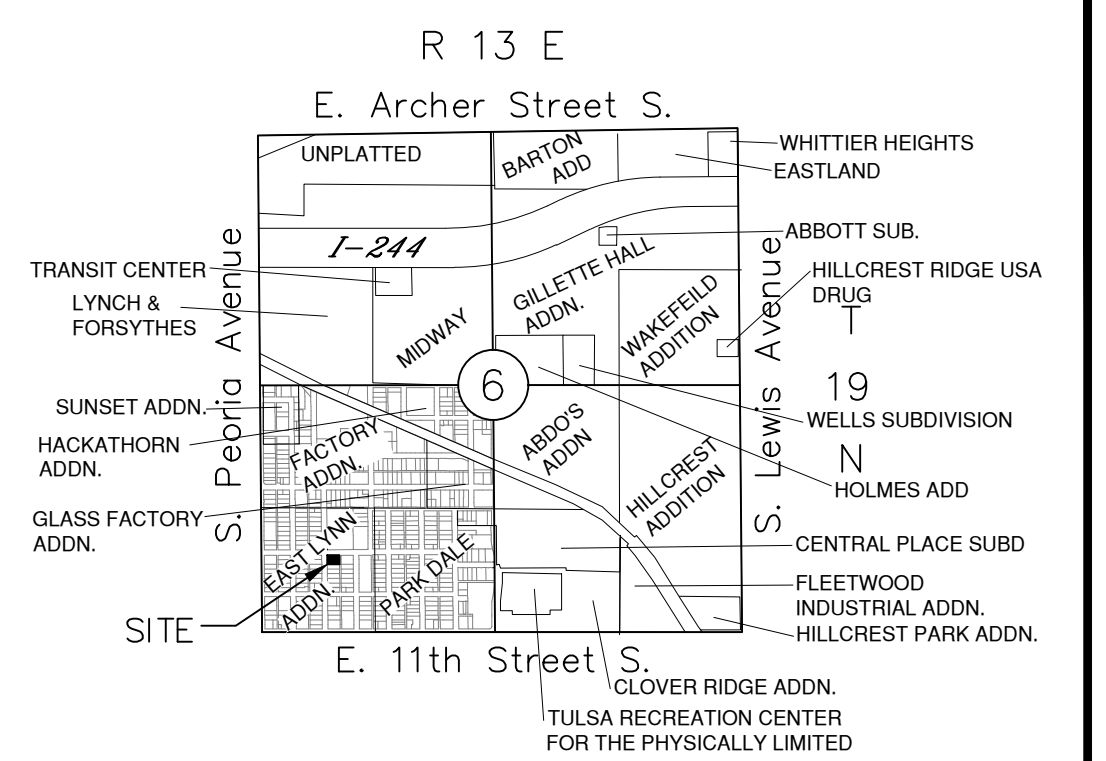 R 13 E
E. Archer Street S.
UNPLATTED
BARTON
ADD
WHITTIER HEIGHTS
EASTLAND
I-244
ABBOTT SUB.
S. Peoria Avenue
TRANSIT CENTER
LYNCH &
FORSYTHES
MIDWAY
GILLETTE HALL
ADDN.
WAKEFEILD
ADDITION
S. Lewis Avenue
HILLCREST RIDGE USA
DRUG
T
19
N
6
SUNSET ADDN.
HACKATHORN
ADDN.
FACTORY
ADDN.
ABDO'S
ADDN
HILLCREST
ADDITION
WELLS SUBDIVISION
HOLMES ADD
GLASS FACTORY
ADDN.
EAST LYNN
ADDN.
PARK DALE
CENTRAL PLACE SUBD
FLEETWOOD
INDUSTRIAL ADDN.
HILLCREST PARK ADDN.
SITE
E. 11th Street S.
CLOVER RIDGE ADDN.
TULSA RECREATION CENTER
FOR THE PHYSICALLY LIMITED